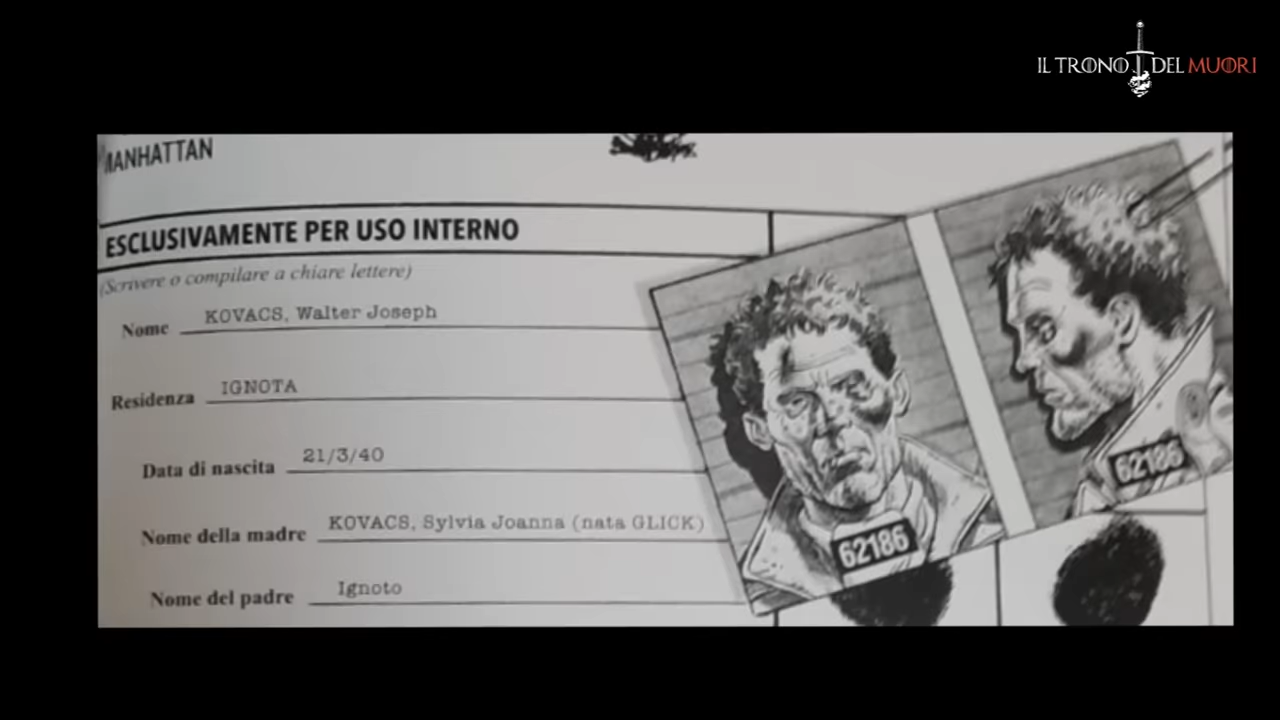 IL TRONO DEL MUORI
MANHATTAN
ESCLUSIVAMENTE PER USO INTERNO
(Scrivere o compilare a chiare lettere)
Nome KOVACS, Walter Joseph
Residenza IGNOTA
Data di nascita 21/3/40
Nome della madre KOVACS, Sylvia Joanna (nata GLICK)
Nome del padre Ignoto
62186
62186